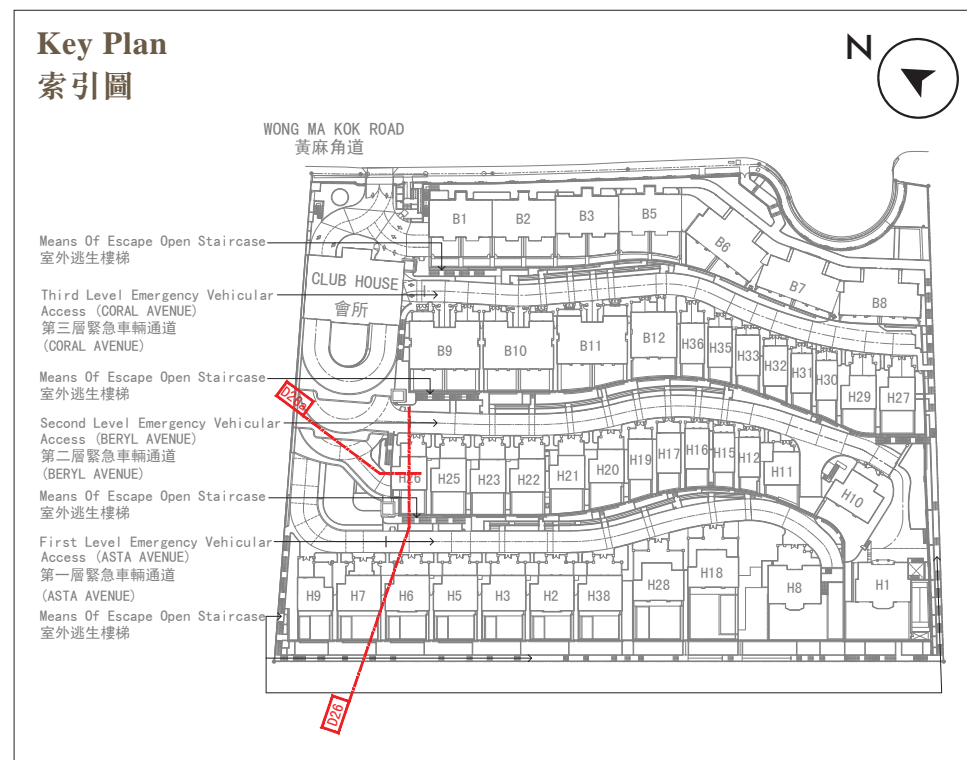 Key Plan
索引圖
N
WONG MA KOK ROAD
黃麻角道
Means Of Escape Open Staircase
室外逃生樓梯
CLUB HOUSE
會所
Third Level Emergency Vehicular
Access (CORAL AVENUE)
第三層緊急車輛通道
(CORAL AVENUE)
Means Of Escape Open Staircase
室外逃生樓梯
Second Level Emergency Vehicular
Access (BERYL AVENUE)
第二層緊急車輛通道
(BERYL AVENUE)
Means Of Escape Open Staircase
室外逃生樓梯
First Level Emergency Vehicular
Access (ASTA AVENUE)
第一層緊急車輛通道
(ASTA AVENUE)
Means Of Escape Open Staircase
室外逃生樓梯
B1 B2 B3 B5 B6 B7 B8
B9 B10 B11 B12 H36 H35 H33 H32 H31 H30 H29 H27
D26a
H26 H25 H23 H22 H21 H20 H19 H17 H16 H15 H12 H11 H10
H9 H7 H6 H5 H3 H2 H38 H28 H18 H8 H1
D26